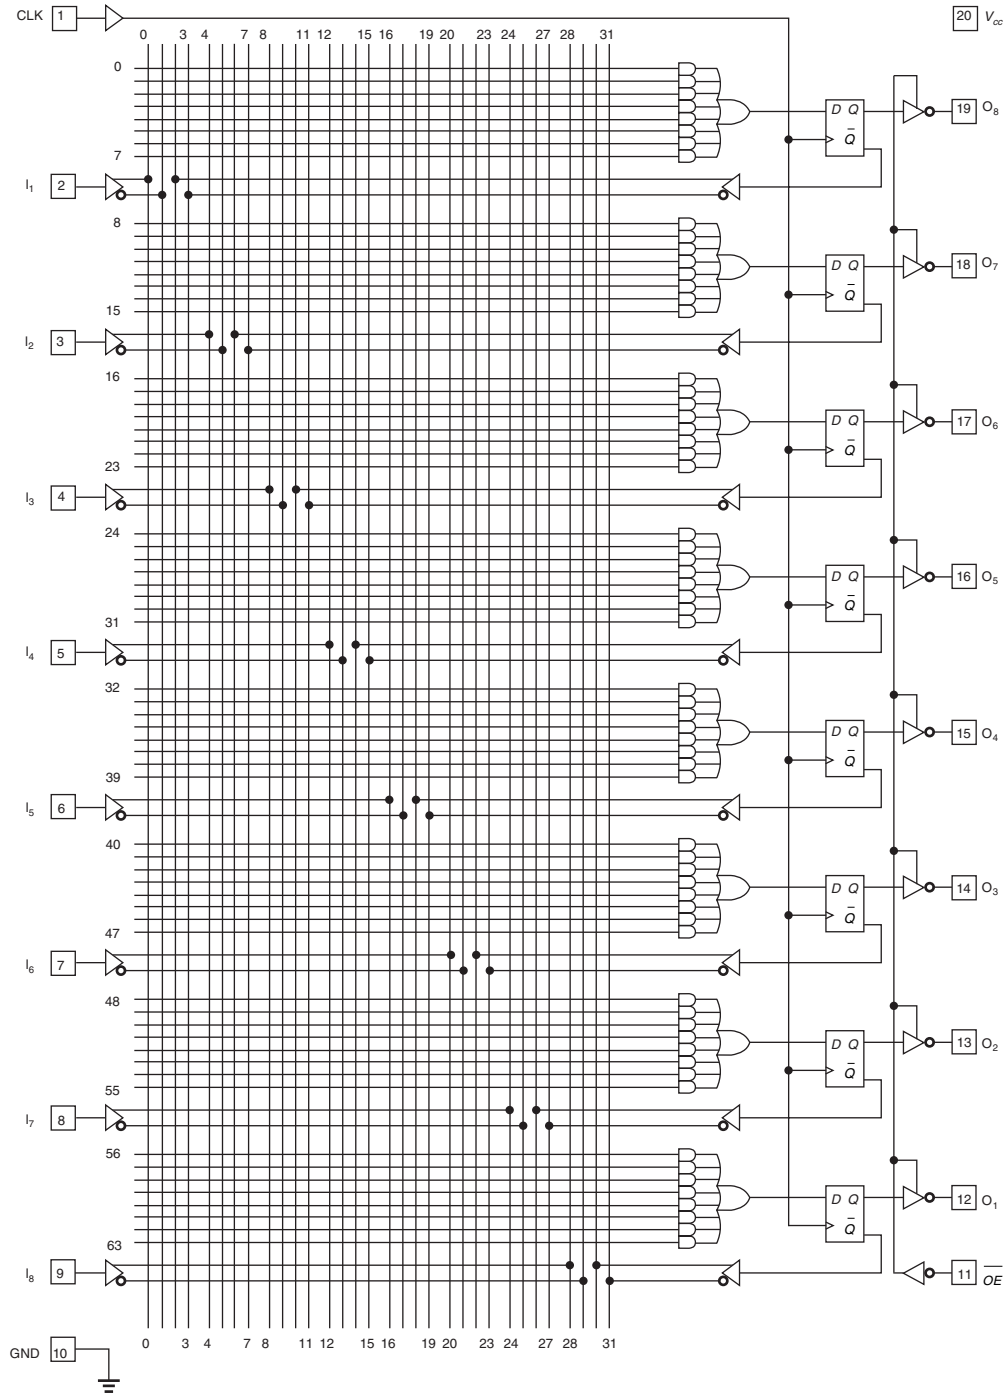 CLK 1 20 Vcc
0 3 4 7 8 11 12 15 16 19 20 23 24 27 28 31
0
D Q 19 O8
Q̅
7
I1 2
8
D Q 18 O7
Q̅
15
I2 3
16
D Q 17 O6
Q̅
23
I3 4
24
D Q 16 O5
Q̅
31
I4 5
32
D Q 15 O4
Q̅
39
I5 6
40
D Q 14 O3
Q̅
47
I6 7
48
D Q 13 O2
Q̅
55
I7 8
56
D Q 12 O1
Q̅
63
I8 9 11 O̅E̅
0 3 4 7 8 11 12 15 16 19 20 23 24 27 28 31
GND 10